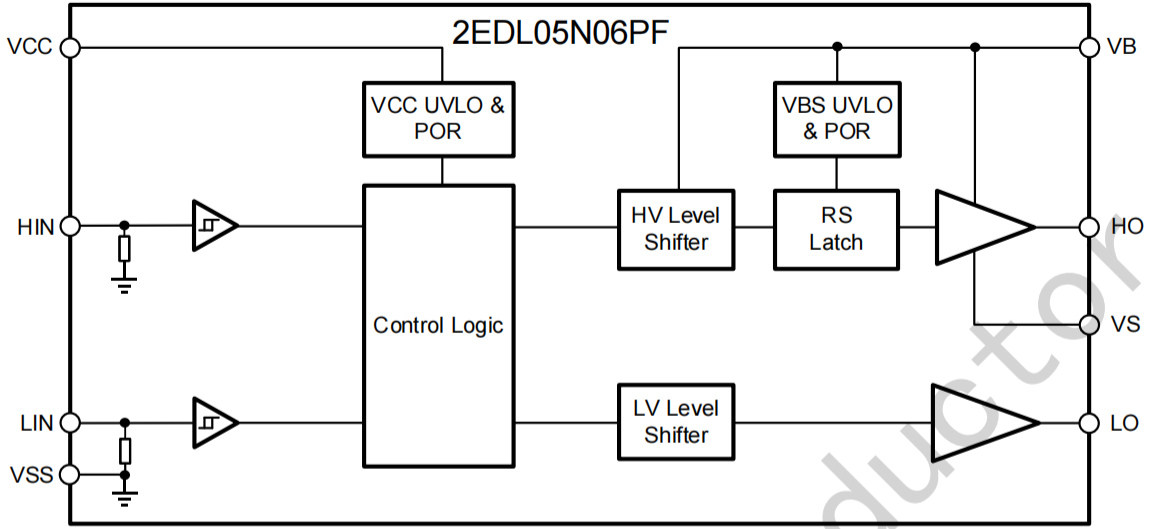 2EDL05N06PF
VCC
VB
VCC UVLO &
POR
VBS UVLO
& POR
HIN
HV Level
Shifter
RS
Latch
HO
Control Logic
VS
LIN
LV Level
Shifter
LO
VSS
ductor